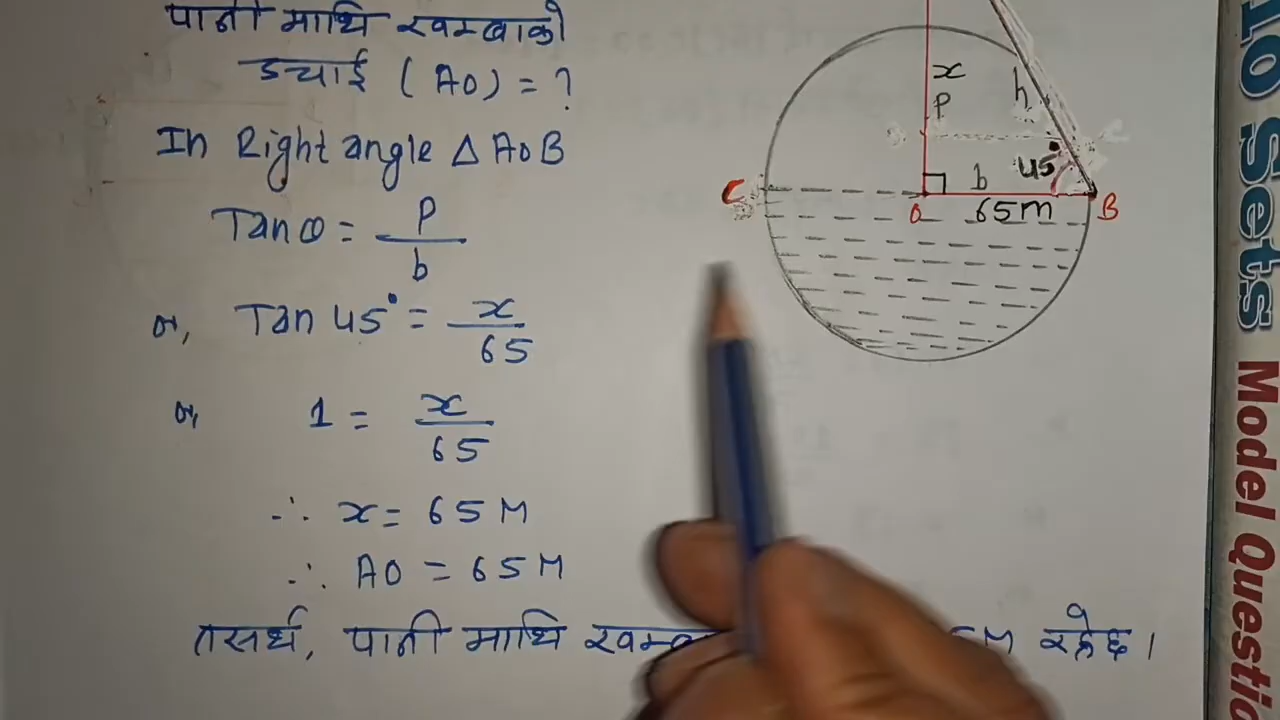 पानी माथि खम्बाको
उचाई (AO) = ?
In Right angle △ AOB
Tan θ = P
b
or, Tan 45° = x
65
or, 1 = x
65
∴ x = 65 M
∴ AO = 65M
तसर्थ, पानी माथि रहेछ।
x
P
h
45°
b
C
O
65m
B
10 Sets
Model Questio